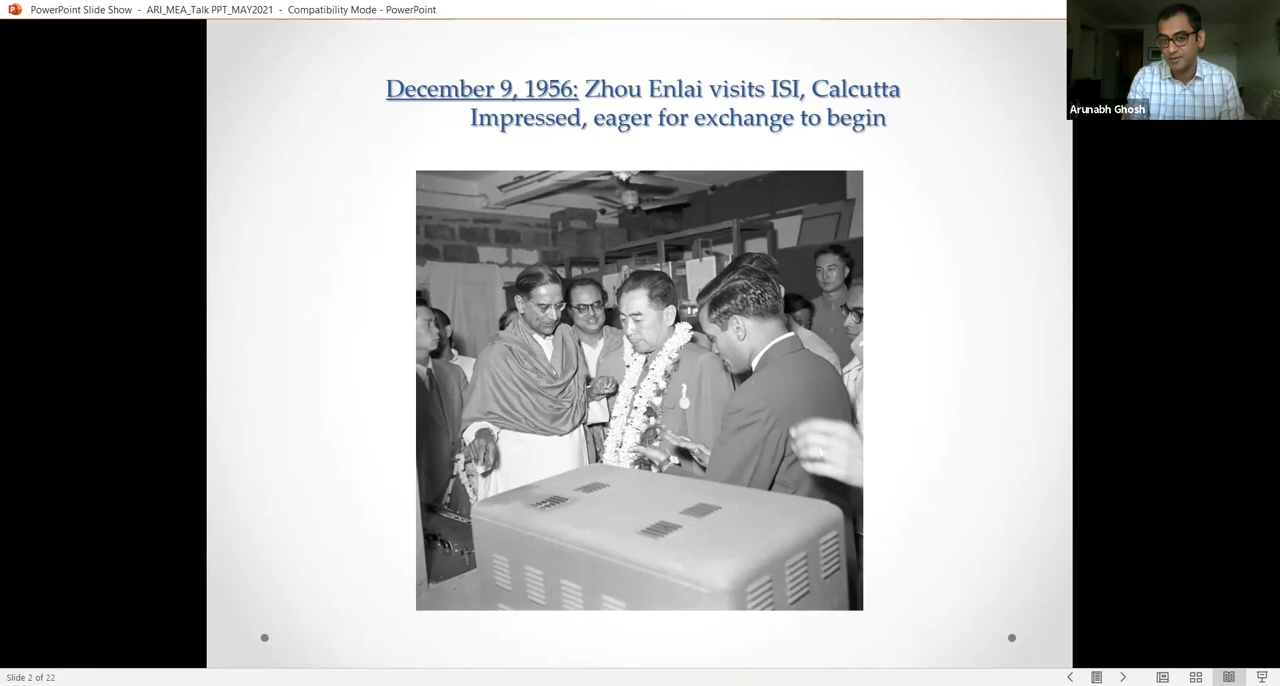 PowerPoint Slide Show - ARI_MEA_Talk PPT_MAY2021 - Compatibility Mode - PowerPoint
December 9, 1956: Zhou Enlai visits ISI, Calcutta
Impressed, eager for exchange to begin
Arunabh Ghosh
Slide 2 of 22